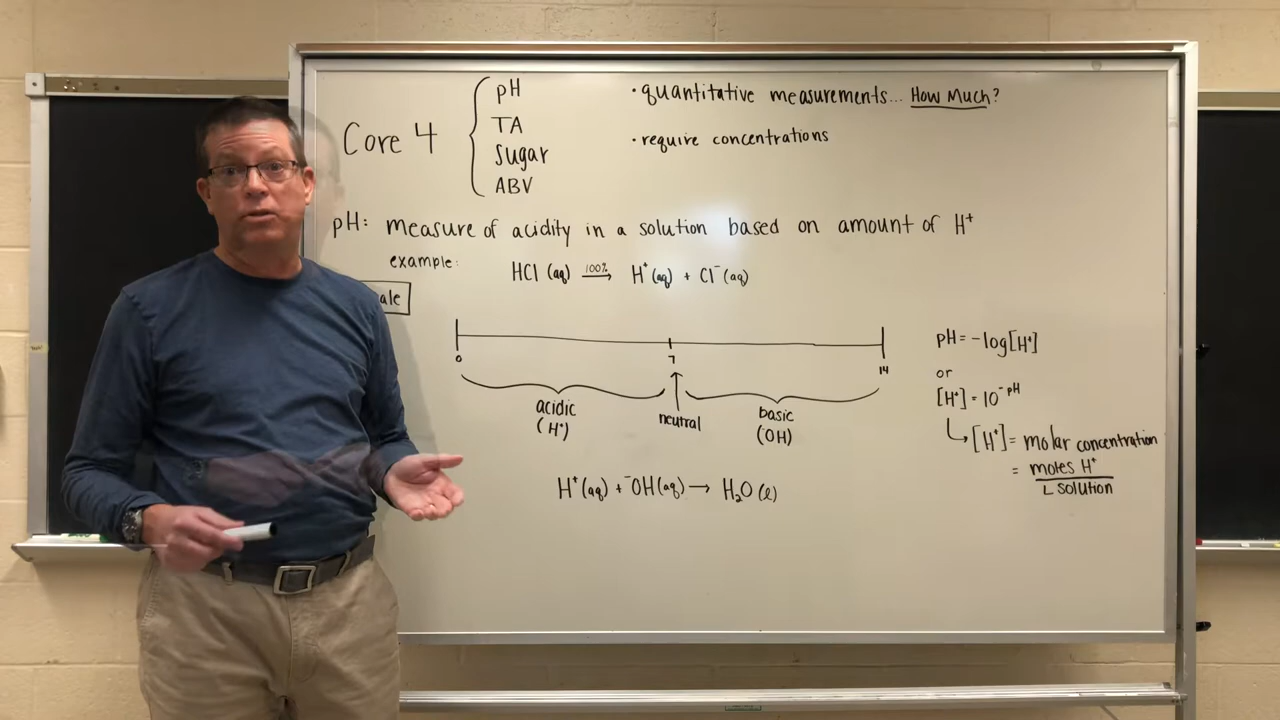 Core 4
pH
TA
Sugar
ABV
• quantitative measurements... How Much?
• require concentrations
pH: measure of acidity in a solution based on amount of H⁺
example:
HCl (aq) 100% → H⁺(aq) + Cl⁻(aq)
ale
0
7
14
acidic
(H⁺)
neutral
basic
(OH)
pH = -log[H⁺]
or
[H⁺] = 10⁻ᵖᴴ
↳ [H⁺] = molar concentration
= moles H⁺
L solution
H⁺(aq) + ⁻OH(aq) → H₂O(l)